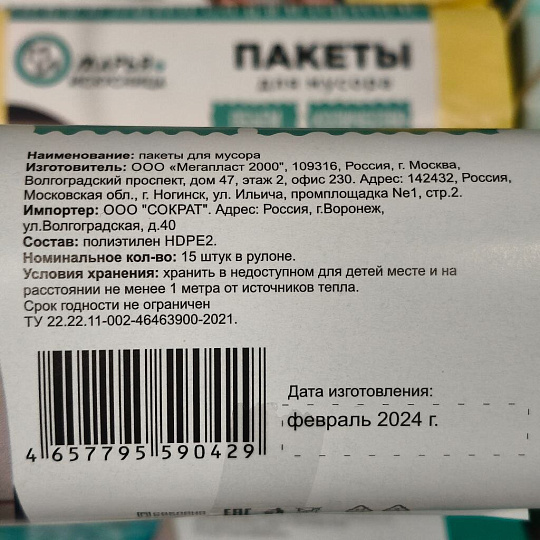 МАРЬЯ
ИСКУСНИЦА
ПАКЕТЫ
для мусора
Наименование: пакеты для мусора
Изготовитель: ООО «Мегапласт 2000", 109316, Россия, г. Москва,
Волгоградский проспект, дом 47, этаж 2, офис 230. Адрес: 142432, Россия,
Московская обл., г. Ногинск, ул. Ильича, промплощадка №1, стр.2.
Импортер: ООО "СОКРАТ". Адрес: Россия, г.Воронеж,
ул.Волгоградская, д.40
Состав: полиэтилен HDPE2.
Номинальное кол-во: 15 штук в рулоне.
Условия хранения: хранить в недоступном для детей месте и на
расстоянии не менее 1 метра от источников тепла.
Срок годности не ограничен
ТУ 22.22.11-002-46463900-2021.
Дата изготовления:
февраль 2024 г.
4 657795 590429
EAC